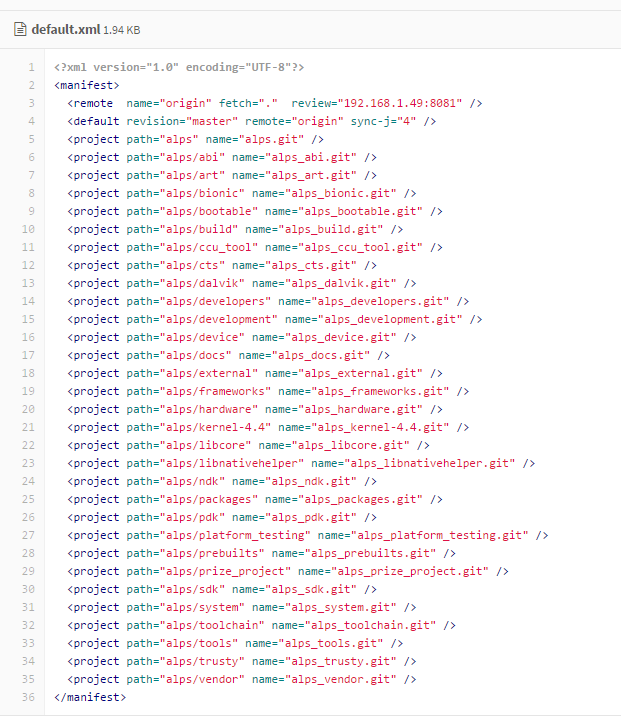 default.xml 1.94 KB
1 <?xml version="1.0" encoding="UTF-8"?>
2 <manifest>
3 <remote  name="origin" fetch="."  review="192.168.1.49:8081" />
4 <default revision="master" remote="origin" sync-j="4" />
5 <project path="alps" name="alps.git" />
6 <project path="alps/abi" name="alps_abi.git" />
7 <project path="alps/art" name="alps_art.git" />
8 <project path="alps/bionic" name="alps_bionic.git" />
9 <project path="alps/bootable" name="alps_bootable.git" />
10 <project path="alps/build" name="alps_build.git" />
11 <project path="alps/ccu_tool" name="alps_ccu_tool.git" />
12 <project path="alps/cts" name="alps_cts.git" />
13 <project path="alps/dalvik" name="alps_dalvik.git" />
14 <project path="alps/developers" name="alps_developers.git" />
15 <project path="alps/development" name="alps_development.git" />
16 <project path="alps/device" name="alps_device.git" />
17 <project path="alps/docs" name="alps_docs.git" />
18 <project path="alps/external" name="alps_external.git" />
19 <project path="alps/frameworks" name="alps_frameworks.git" />
20 <project path="alps/hardware" name="alps_hardware.git" />
21 <project path="alps/kernel-4.4" name="alps_kernel-4.4.git" />
22 <project path="alps/libcore" name="alps_libcore.git" />
23 <project path="alps/libnativehelper" name="alps_libnativehelper.git" />
24 <project path="alps/ndk" name="alps_ndk.git" />
25 <project path="alps/packages" name="alps_packages.git" />
26 <project path="alps/pdk" name="alps_pdk.git" />
27 <project path="alps/platform_testing" name="alps_platform_testing.git" />
28 <project path="alps/prebuilts" name="alps_prebuilts.git" />
29 <project path="alps/prize_project" name="alps_prize_project.git" />
30 <project path="alps/sdk" name="alps_sdk.git" />
31 <project path="alps/system" name="alps_system.git" />
32 <project path="alps/toolchain" name="alps_toolchain.git" />
33 <project path="alps/tools" name="alps_tools.git" />
34 <project path="alps/trusty" name="alps_trusty.git" />
35 <project path="alps/vendor" name="alps_vendor.git" />
36 </manifest>